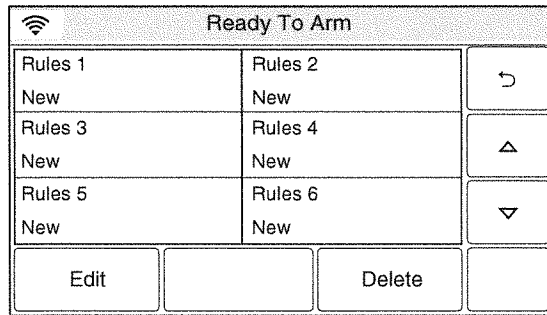 Ready To Arm
Rules 1
New
Rules 2
New
Rules 3
New
Rules 4
New
Rules 5
New
Rules 6
New
Edit
Delete